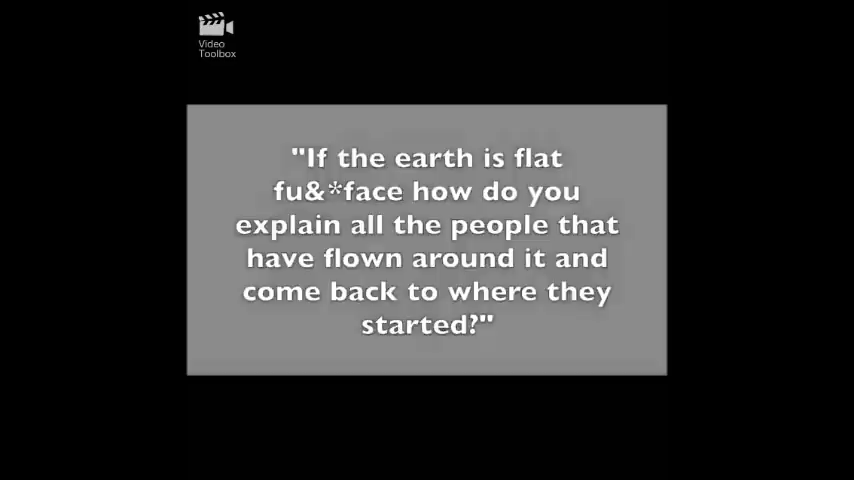 Video
Toolbox
"If the earth is flat
fu&*face how do you
explain all the people that
have flown around it and
come back to where they
started?"